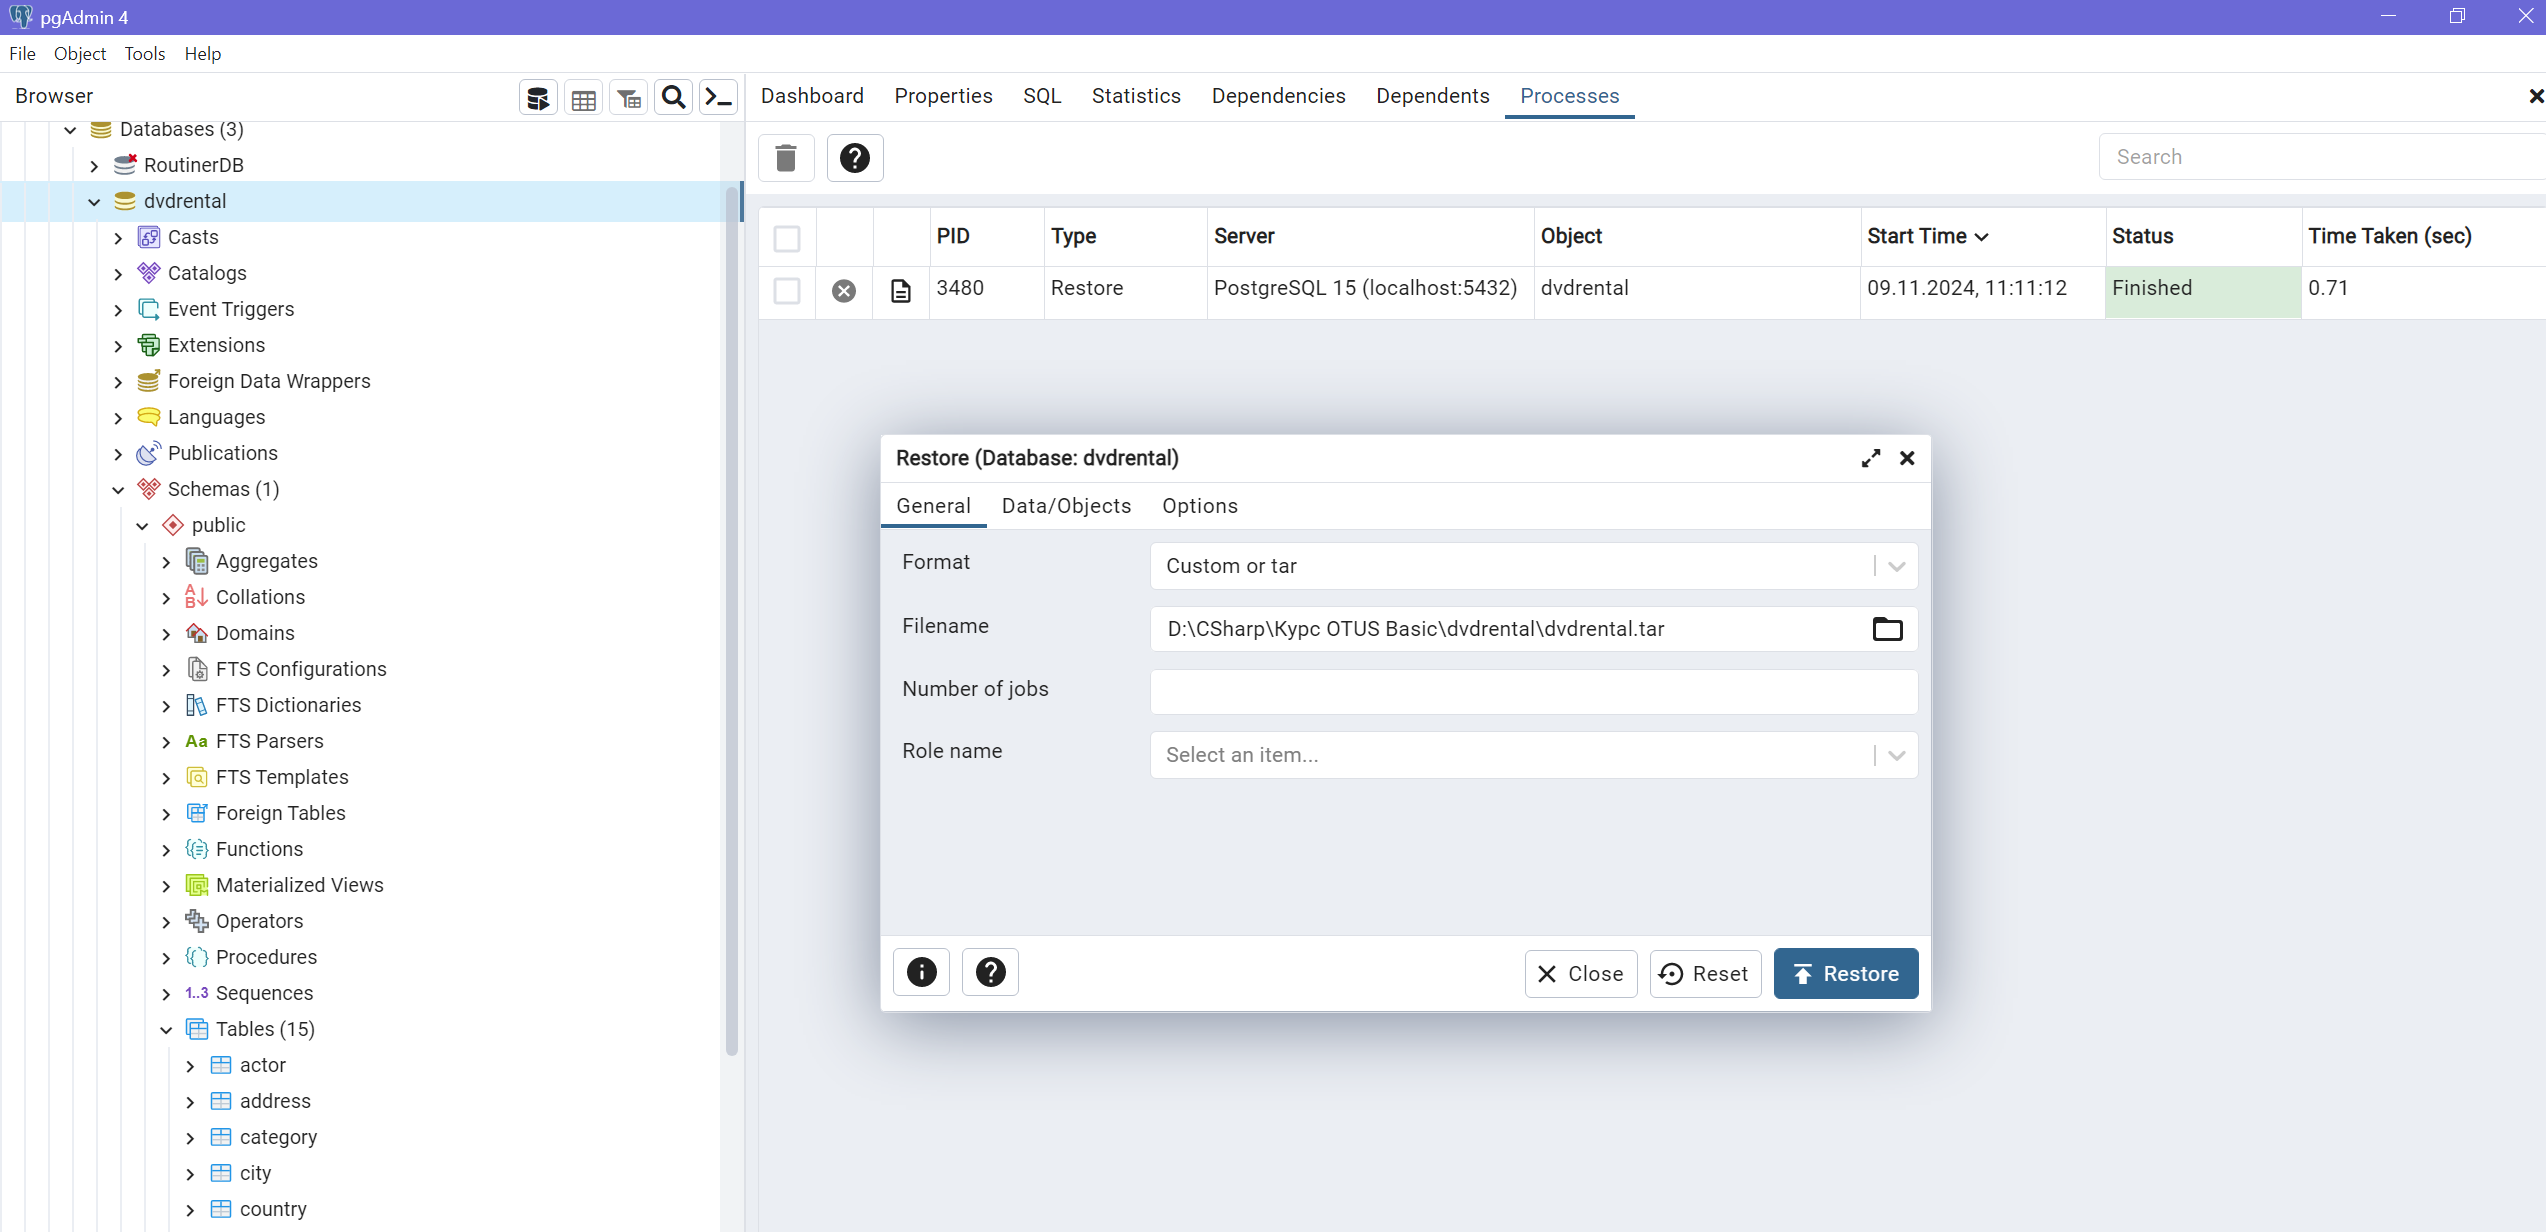 pgAdmin 4
File Object Tools Help
Browser
Dashboard Properties SQL Statistics Dependencies Dependents Processes
Databases (3)
RoutinerDB
dvdrental
Casts
Catalogs
Event Triggers
Extensions
Foreign Data Wrappers
Languages
Publications
Schemas (1)
public
Aggregates
Collations
Domains
FTS Configurations
FTS Dictionaries
Aa FTS Parsers
FTS Templates
Foreign Tables
Functions
Materialized Views
Operators
Procedures
1..3 Sequences
Tables (15)
actor
address
category
city
country
Search
PID Type Server Object Start Time Status Time Taken (sec)
3480 Restore PostgreSQL 15 (localhost:5432) dvdrental 09.11.2024, 11:11:12 Finished 0.71
Restore (Database: dvdrental)
General Data/Objects Options
Format Custom or tar
Filename D:\CSharp\Курс OTUS Basic\dvdrental\dvdrental.tar
Number of jobs
Role name Select an item...
Close Reset Restore